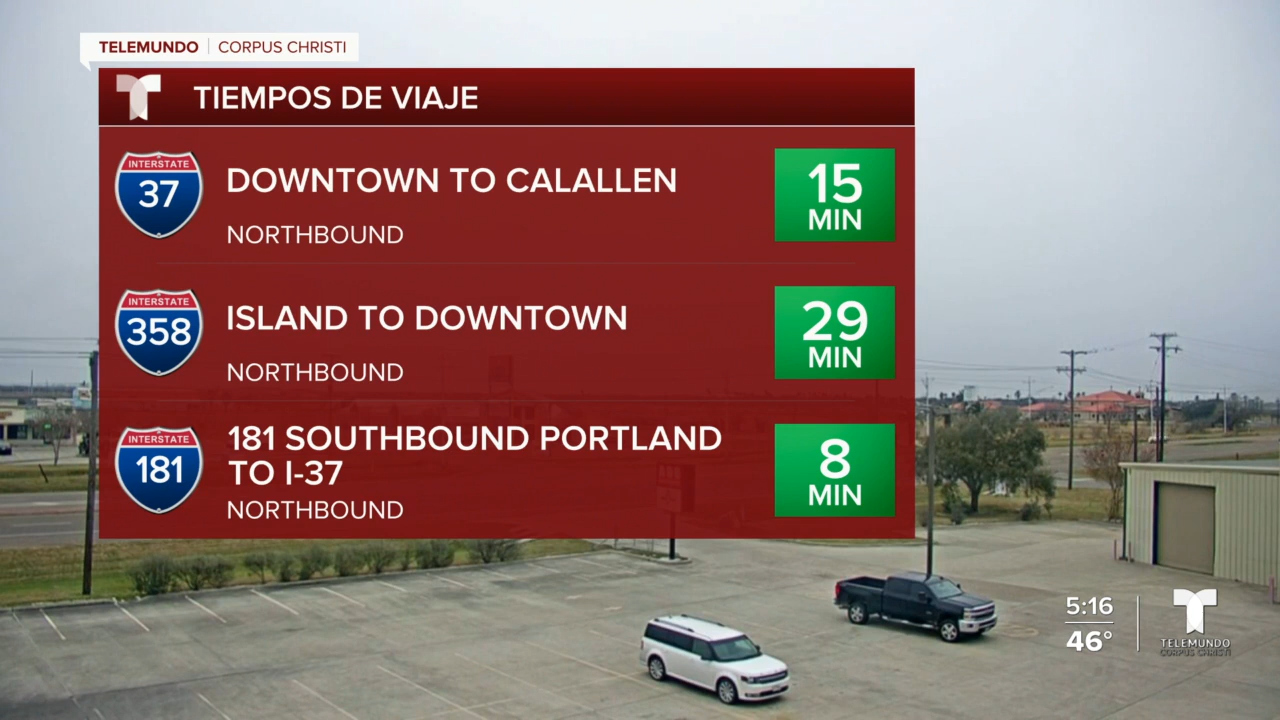 TELEMUNDO | CORPUS CHRISTI
TIEMPOS DE VIAJE
INTERSTATE
37
DOWNTOWN TO CALALLEN
NORTHBOUND
15
MIN
INTERSTATE
358
ISLAND TO DOWNTOWN
NORTHBOUND
29
MIN
INTERSTATE
181
181 SOUTHBOUND PORTLAND
TO I-37
NORTHBOUND
8
MIN
5:16
46°
TELEMUNDO
CORPUS CHRISTI